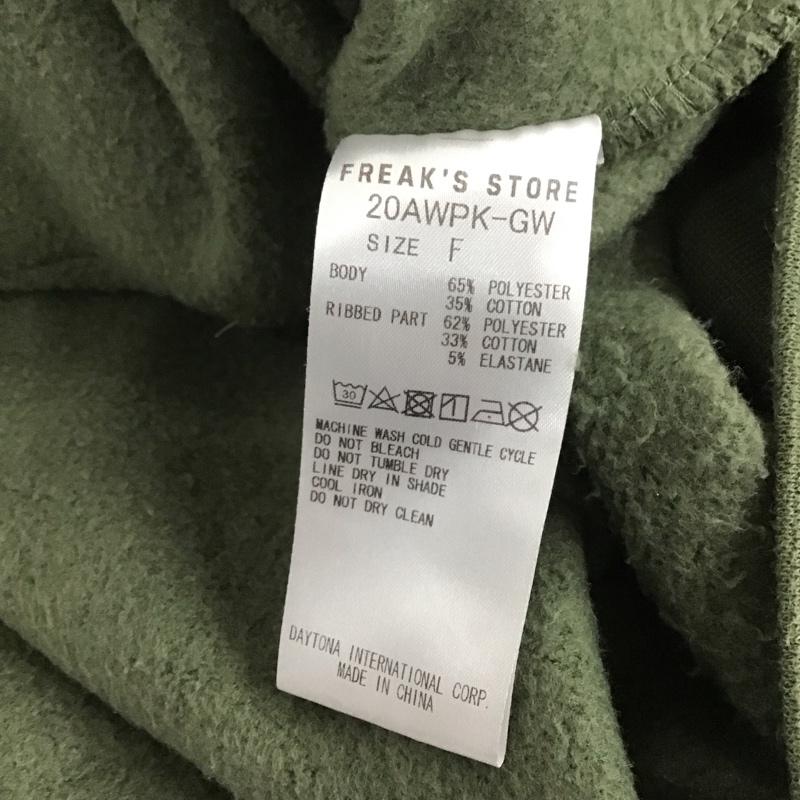 FREAK'S STORE
20AWPK-GW
SIZE F
BODY 65% POLYESTER
35% COTTON
RIBBED PART 62% POLYESTER
33% COTTON
5% ELASTANE
30
MACHINE WASH COLD GENTLE CYCLE
DO NOT BLEACH
DO NOT TUMBLE DRY
LINE DRY IN SHADE
COOL IRON
DO NOT DRY CLEAN
DAYTONA INTERNATIONAL CORP.
MADE IN CHINA